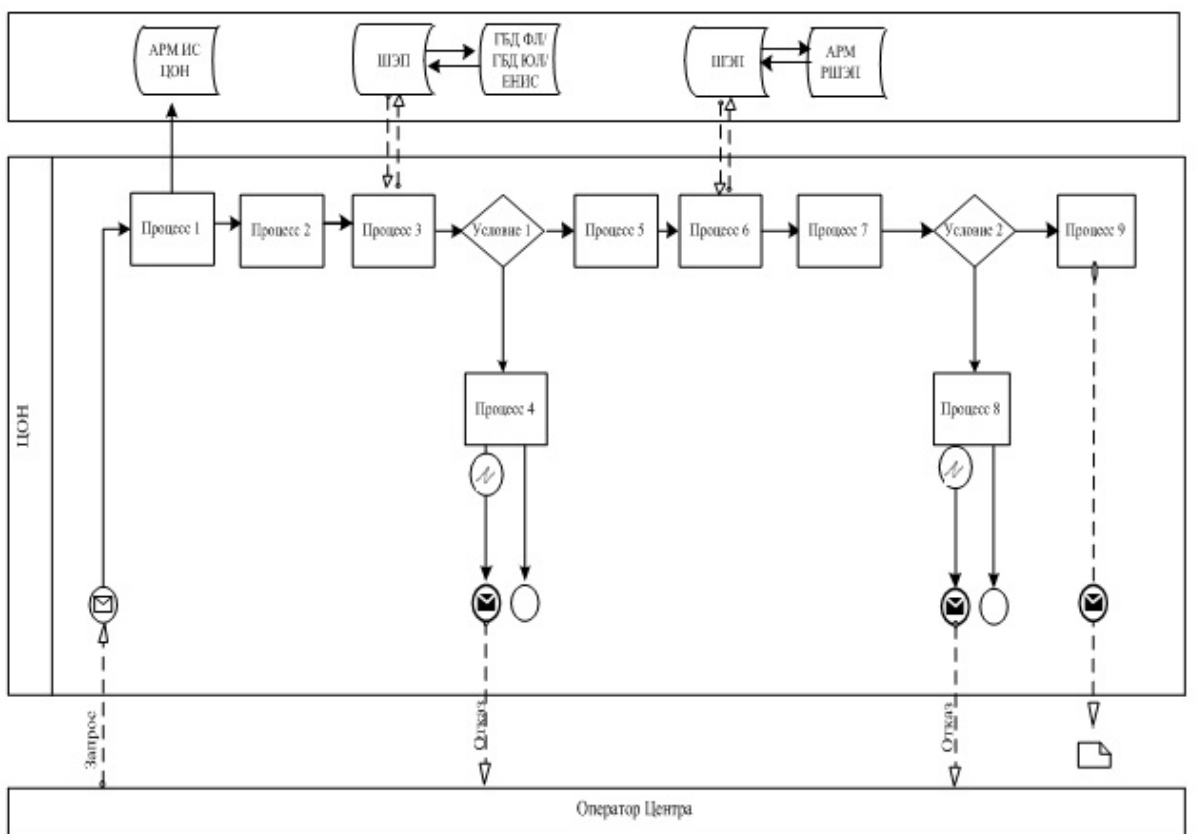 АРМ ИС
ЦОН
ШЭП
ГБД ФЛ/
ГБД ЮЛ/
ЕНИС
ШЭП
АРМ
РШЭП
ЦОН
Процесс 1
Процесс 2
Процесс 3
Условие 1
Процесс 5
Процесс 6
Процесс 7
Условие 2
Процесс 9
Процесс 4
Процесс 8
Запрос
Отказ
Отказ
Оператор Центра